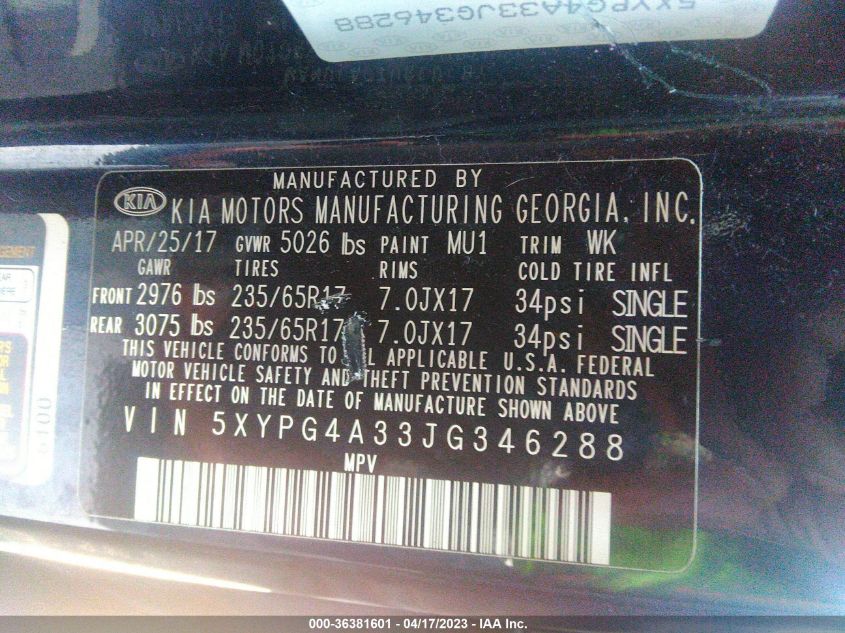 5XYPG4A33JG346288
MANUFACTURED BY
KIA KIA MOTORS MANUFACTURING GEORGIA, INC.
APR/25/17 GVWR 5026 lbs PAINT MU1 TRIM WK
GAWR TIRES RIMS COLD TIRE INFL
FRONT 2976 lbs 235/65R17 7.0JX17 34psi SINGLE
REAR 3075 lbs 235/65R17 7.0JX17 34psi SINGLE
THIS VEHICLE CONFORMS TO APPLICABLE U.S.A. FEDERAL
MOTOR VEHICLE SAFETY AND THEFT PREVENTION STANDARDS
IN EFFECT ON THE DATE OF MANUFACTURE SHOWN ABOVE
VIN 5XYPG4A33JG346288
MPV
000-36381601 - 04/17/2023 - IAA Inc.